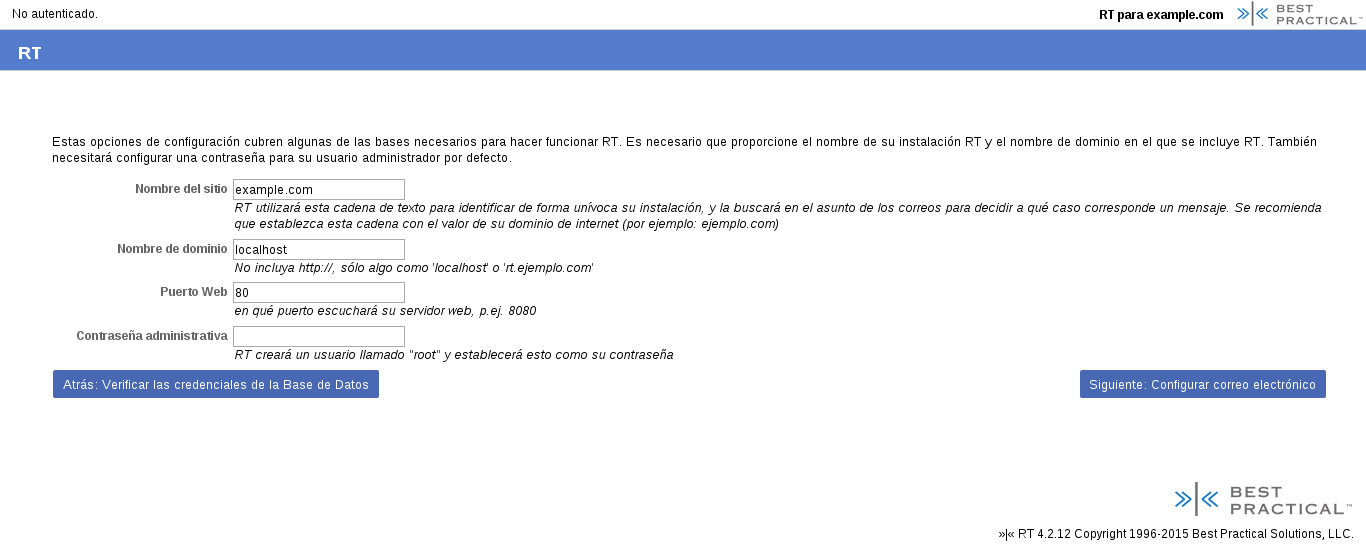 No autenticado.
RT para example.com
BEST
PRACTICAL™
RT
Estas opciones de configuración cubren algunas de las bases necesarios para hacer funcionar RT. Es necesario que proporcione el nombre de su instalación RT y el nombre de dominio en el que se incluye RT. También
necesitará configurar una contraseña para su usuario administrador por defecto.
Nombre del sitio example.com
RT utilizará esta cadena de texto para identificar de forma unívoca su instalación, y la buscará en el asunto de los correos para decidir a qué caso corresponde un mensaje. Se recomienda
que establezca esta cadena con el valor de su dominio de internet (por ejemplo: ejemplo.com)
Nombre de dominio localhost
No incluya http://, sólo algo como 'localhost' o 'rt.ejemplo.com'
Puerto Web 80
en qué puerto escuchará su servidor web, p.ej. 8080
Contraseña administrativa
RT creará un usuario llamado "root" y establecerá esto como su contraseña
Atrás: Verificar las credenciales de la Base de Datos
Siguiente: Configurar correo electrónico
BEST
PRACTICAL™
»|« RT 4.2.12 Copyright 1996-2015 Best Practical Solutions, LLC.